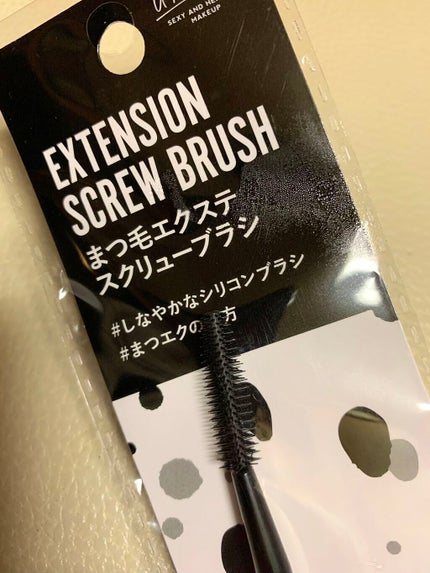 SEXY AND HE
MAKEUP
EXTENSION
SCREW BRUSH
まつ毛エクステ
スクリューブラシ
#しなやかなシリコンブラシ
#まつエクの 方